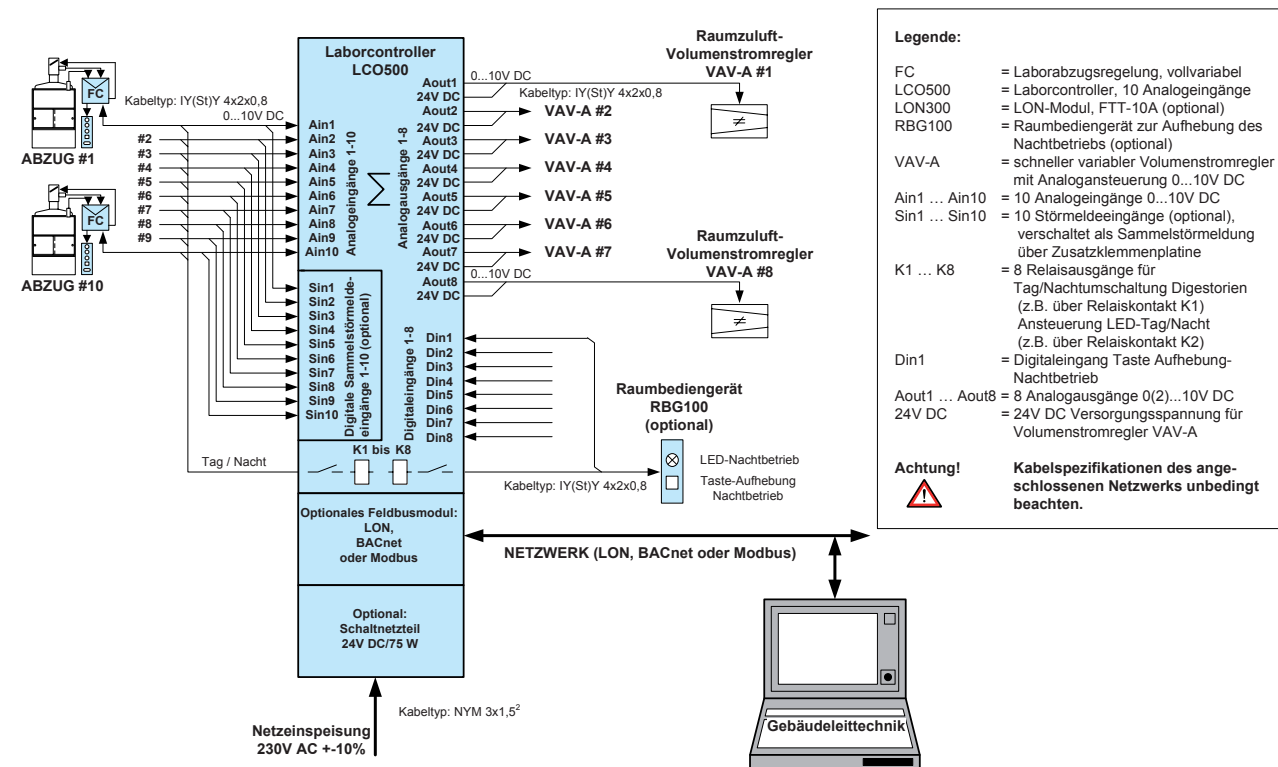 Laborcontroller
LCO500
FC
Kabeltyp: IY(St)Y 4x2x0,8
0...10V DC
ABZUG #1
#2
#3
#4
#5
#6
#7
#8
#9
FC
ABZUG #10
Ain1
Ain2
Ain3
Ain4
Ain5
Ain6
Ain7
Ain8
Ain9
Ain10
Analogeingänge 1-10
∑
Analogausgänge 1-8
Aout1
24V DC
Aout2
24V DC
Aout3
24V DC
Aout4
24V DC
Aout5
24V DC
Aout6
24V DC
Aout7
24V DC
Aout8
24V DC
0...10V DC
Kabeltyp: IY(St)Y 4x2x0,8
VAV-A #2
VAV-A #3
VAV-A #4
VAV-A #5
VAV-A #6
VAV-A #7
0...10V DC
Raumzuluft-
Volumenstromregler
VAV-A #1
≠
Raumzuluft-
Volumenstromregler
VAV-A #8
≠
Sin1
Sin2
Sin3
Sin4
Sin5
Sin6
Sin7
Sin8
Sin9
Sin10
Digitale Sammelstörmelde-
eingänge 1-10 (optional)
Digitaleingänge 1-8
Din1
Din2
Din3
Din4
Din5
Din6
Din7
Din8
K1 bis K8
Tag / Nacht
Kabeltyp: IY(St)Y 4x2x0,8
Raumbediengerät
RBG100
(optional)
LED-Nachtbetrieb
Taste-Aufhebung
Nachtbetrieb
Optionales Feldbusmodul:
LON,
BACnet
oder Modbus
NETZWERK (LON, BACnet oder Modbus)
Optional:
Schaltnetzteil
24V DC/75 W
Kabeltyp: NYM 3x1,5²
Netzeinspeisung
230V AC +-10%
Gebäudeleittechnik
Legende:
FC = Laborabzugsregelung, vollvariabel
LCO500 = Laborcontroller, 10 Analogeingänge
LON300 = LON-Modul, FTT-10A (optional)
RBG100 = Raumbediengerät zur Aufhebung des
Nachtbetriebs (optional)
VAV-A = schneller variabler Volumenstromregler
mit Analogansteuerung 0...10V DC
Ain1 ... Ain10 = 10 Analogeingänge 0...10V DC
Sin1 ... Sin10 = 10 Störmeldeeingänge (optional),
verschaltet als Sammelstörmeldung
über Zusatzklemmenplatine
K1 ... K8 = 8 Relaisausgänge für
Tag/Nachtumschaltung Digestorien
(z.B. über Relaiskontakt K1)
Ansteuerung LED-Tag/Nacht
(z.B. über Relaiskontakt K2)
Din1 = Digitaleingang Taste Aufhebung-
Nachtbetrieb
Aout1 ... Aout8 = 8 Analogausgänge 0(2)...10V DC
24V DC = 24V DC Versorgungsspannung für
Volumenstromregler VAV-A
Achtung! Kabelspezifikationen des ange-
schlossenen Netzwerks unbedingt
beachten.